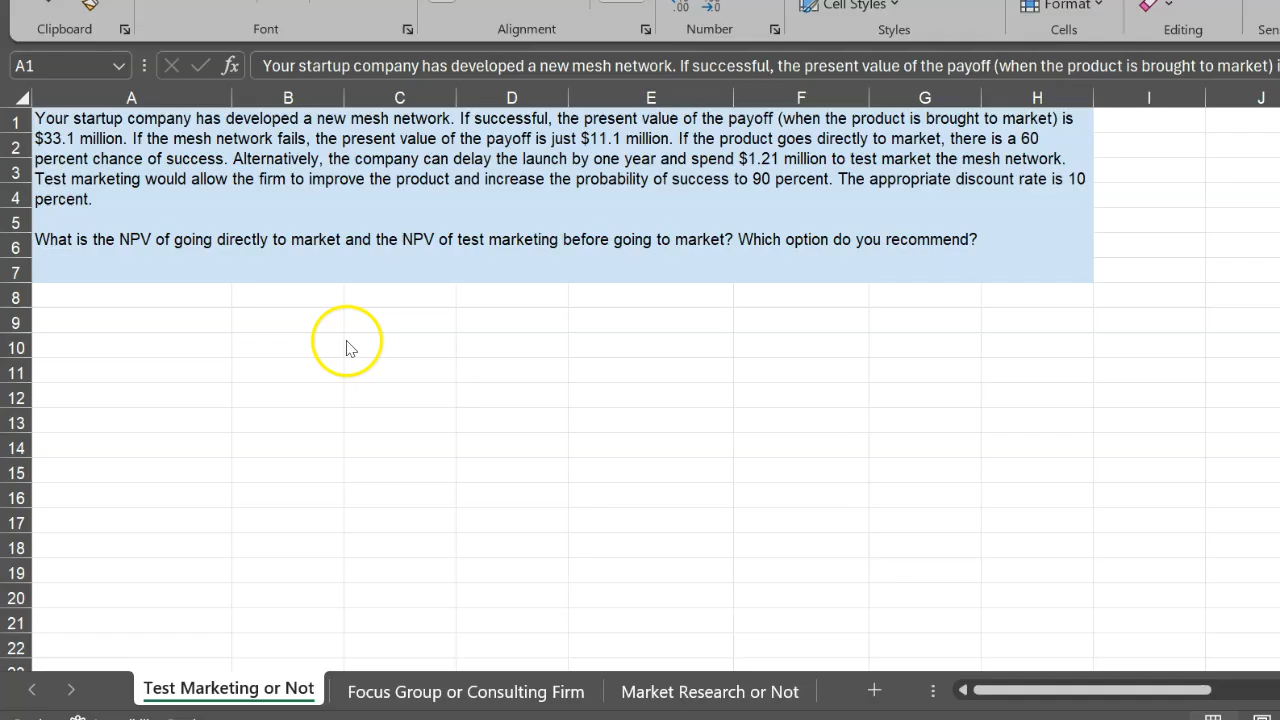 Cell Styles
Format
Clipboard
Font
Alignment
Number
Styles
Cells
Editing
A1
fx
Your startup company has developed a new mesh network. If successful, the present value of the payoff (when the product is brought to market) i
A B C D E F G H I J
1
2
3
4
5
6
7
8
9
10
11
12
13
14
15
16
17
18
19
20
21
22
Your startup company has developed a new mesh network. If successful, the present value of the payoff (when the product is brought to market) is
$33.1 million. If the mesh network fails, the present value of the payoff is just $11.1 million. If the product goes directly to market, there is a 60
percent chance of success. Alternatively, the company can delay the launch by one year and spend $1.21 million to test market the mesh network.
Test marketing would allow the firm to improve the product and increase the probability of success to 90 percent. The appropriate discount rate is 10
percent.
What is the NPV of going directly to market and the NPV of test marketing before going to market? Which option do you recommend?
Test Marketing or Not
Focus Group or Consulting Firm
Market Research or Not